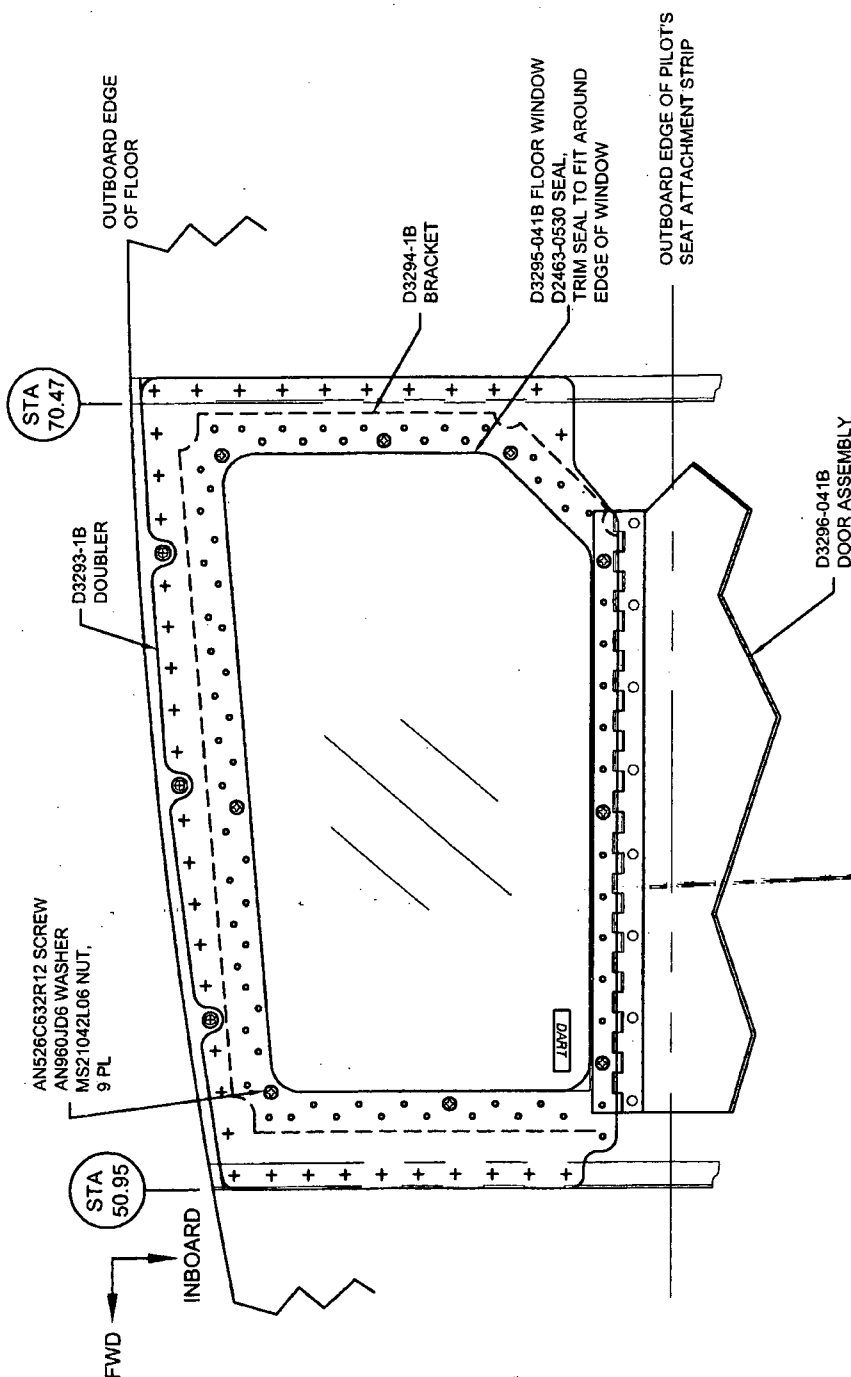 OUTBOARD EDGE
OF FLOOR
STA
70.47
D3293-1B
DOUBLER
D3294-1B
BRACKET
D3295-041B FLOOR WINDOW
D2463-0530 SEAL,
TRIM SEAL TO FIT AROUND
EDGE OF WINDOW
OUTBOARD EDGE OF PILOT'S
SEAT ATTACHMENT STRIP
D3296-041B
DOOR ASSEMBLY
AN526C632R12 SCREW
AN960JD6 WASHER
MS21042L06 NUT,
9 PL
STA
50.95
INBOARD
FWD
DART